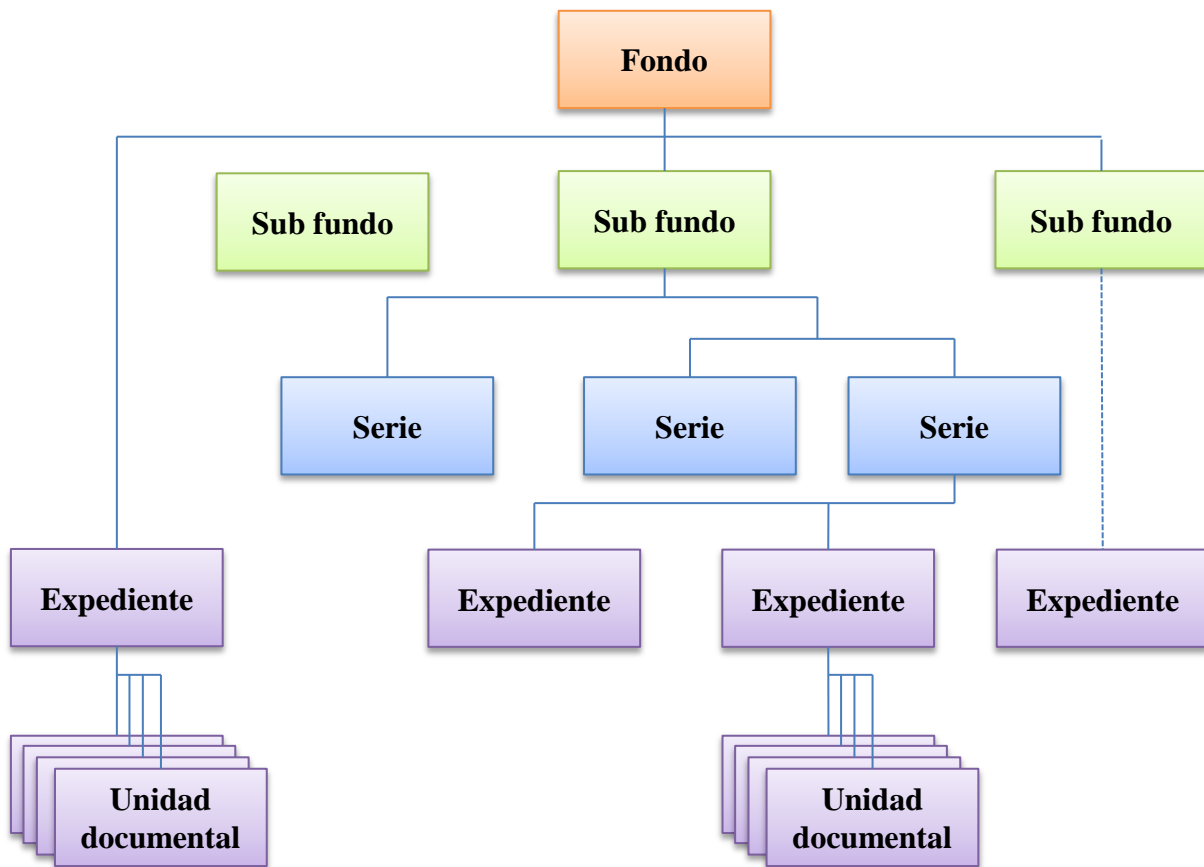 Fondo
Sub fundo
Sub fundo
Sub fundo
Serie
Serie
Serie
Expediente
Expediente
Expediente
Expediente
Unidad
documental
Unidad
documental